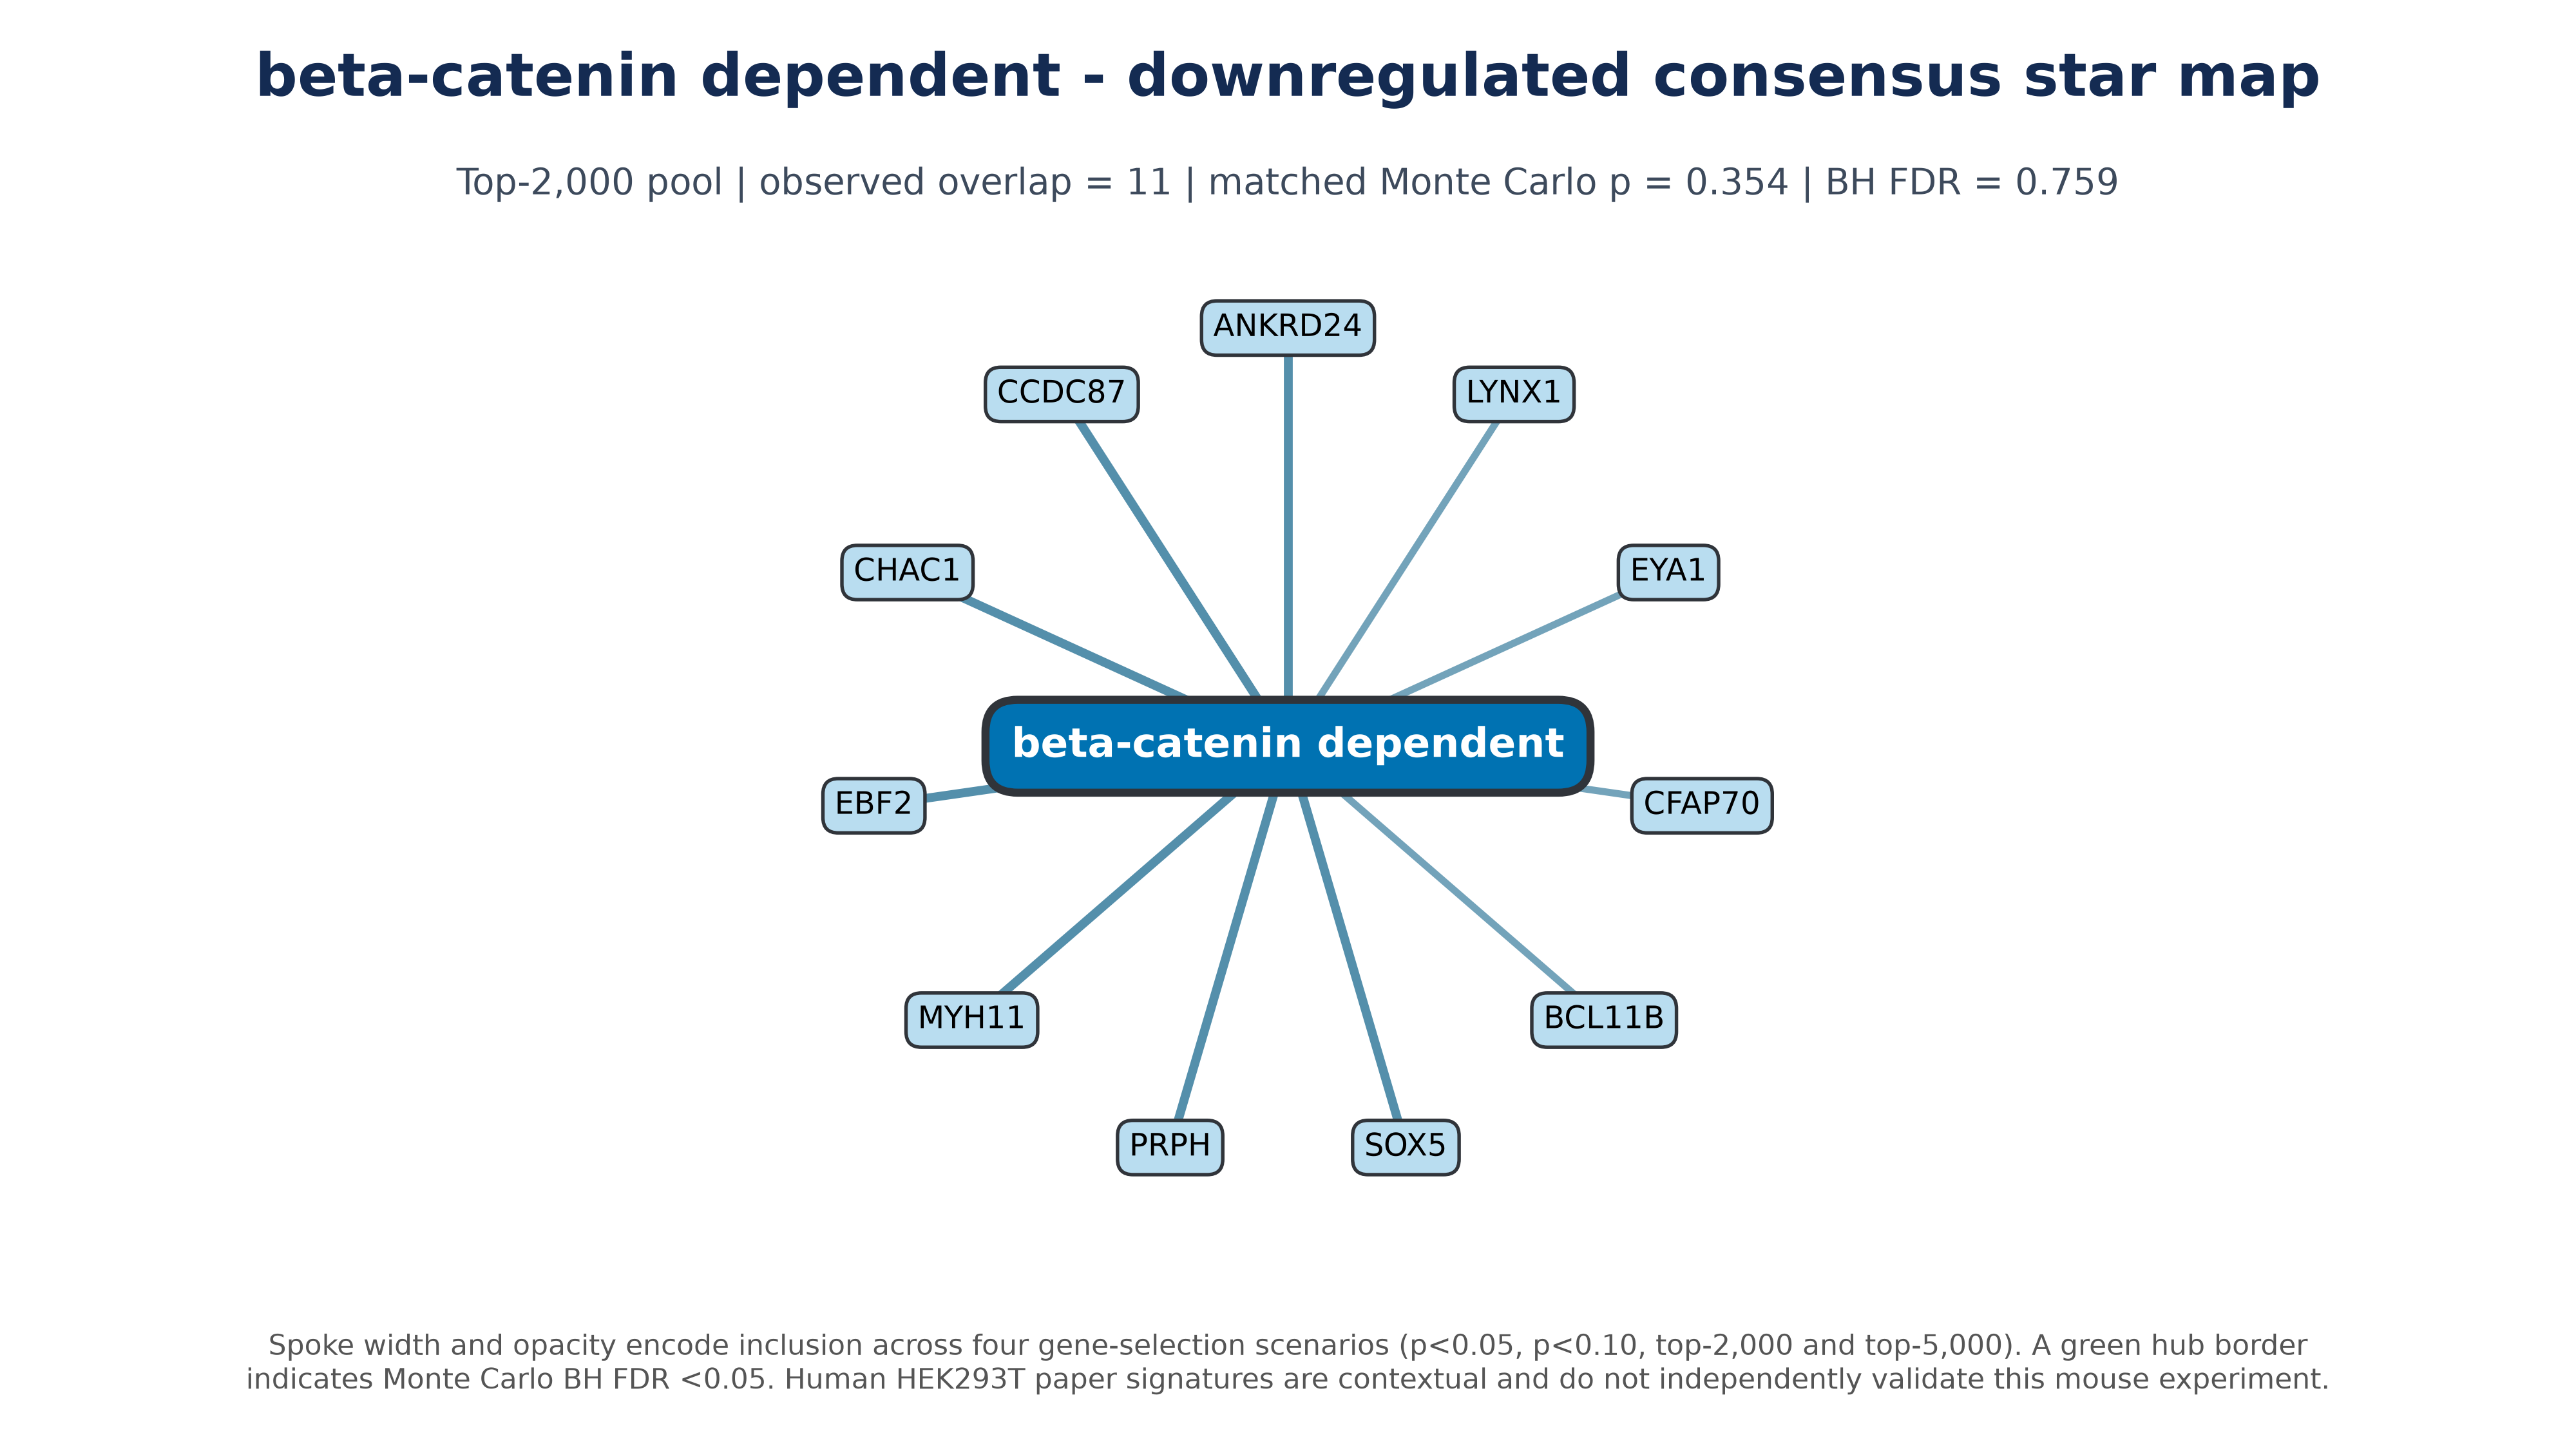 beta-catenin dependent - downregulated consensus star map
Top-2,000 pool | observed overlap = 11 | matched Monte Carlo p = 0.354 | BH FDR = 0.759
ANKRD24
CCDC87
LYNX1
CHAC1
EYA1
beta-catenin dependent
EBF2
CFAP70
MYH11
BCL11B
PRPH
SOX5
Spoke width and opacity encode inclusion across four gene-selection scenarios (p<0.05, p<0.10, top-2,000 and top-5,000). A green hub border
indicates Monte Carlo BH FDR <0.05. Human HEK293T paper signatures are contextual and do not independently validate this mouse experiment.